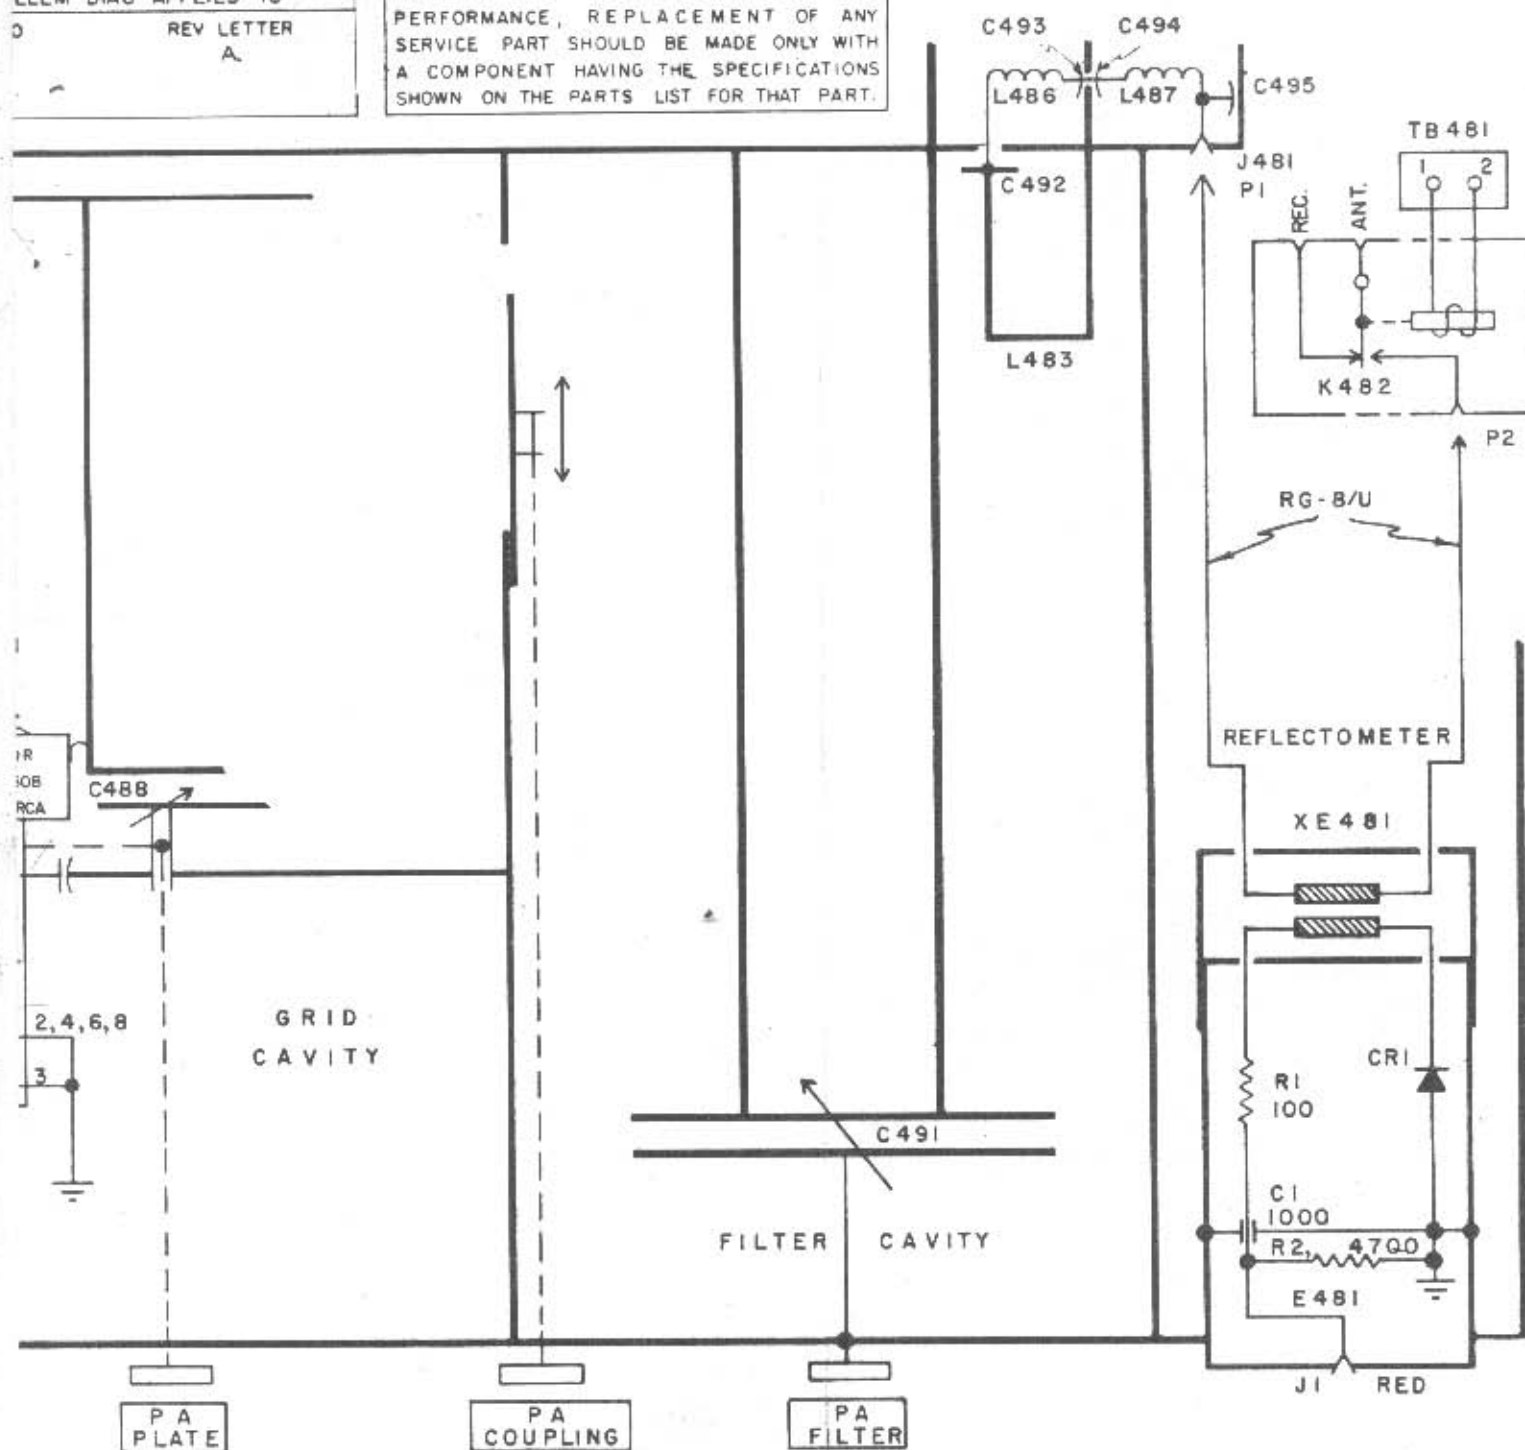 REV LETTER
A
PERFORMANCE, REPLACEMENT OF ANY
SERVICE PART SHOULD BE MADE ONLY WITH
A COMPONENT HAVING THE SPECIFICATIONS
SHOWN ON THE PARTS LIST FOR THAT PART.
C493
C494
L486
L487
C495
J481
P1
C492
L483
TB481
1
2
REC.
ANT.
K482
P2
RG-8/U
REFLECTOMETER
XE481
RCA
C488
2,4,6,8
3
GRID
CAVITY
CR1
R1
100
C491
C1
1000
R2, 4700
FILTER CAVITY
E481
J1 RED
PA
PLATE
PA
COUPLING
PA
FILTER